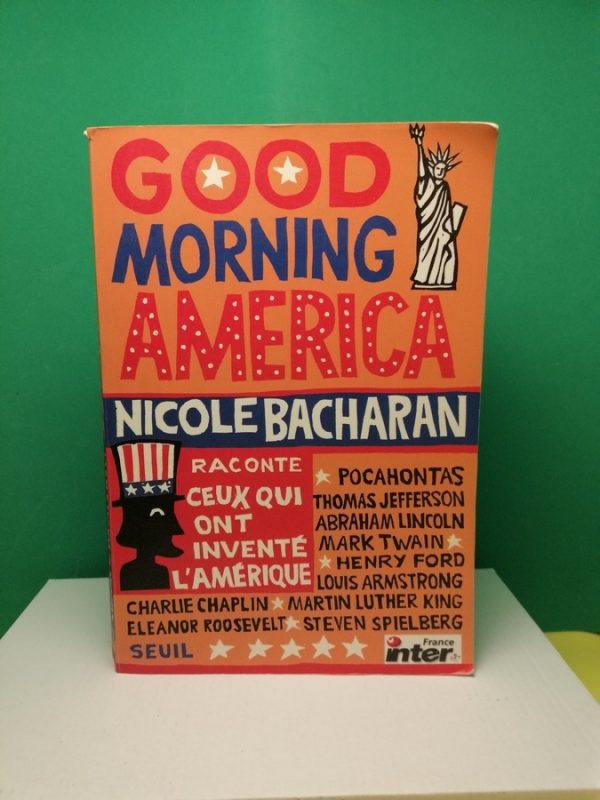 GOOD
MORNING
AMERICA
NICOLE BACHARAN
RACONTE
CEUX QUI
ONT
INVENTÉ
L'AMÉRIQUE
POCAHONTAS
THOMAS JEFFERSON
ABRAHAM LINCOLN
MARK TWAIN
HENRY FORD
LOUIS ARMSTRONG
CHARLIE CHAPLIN MARTIN LUTHER KING
ELEANOR ROOSEVELT STEVEN SPIELBERG
SEUIL
France
inter